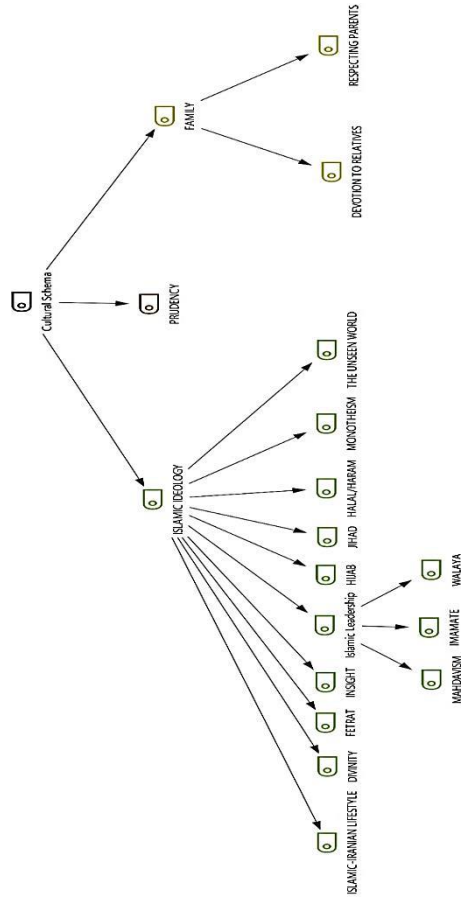 Cultural Schema
ISLAMIC IDEOLOGY
PRUDENCY
FAMILY
ISLAMIC-IRANIAN LIFESTYLE
DIVINITY
FETRAT
INSIGHT
Islamic Leadership
HIJAB
JIHAD
HALAL/HARAM
MONOTHEISM
THE UNSEEN WORLD
DEVOTION TO RELATIVES
RESPECTING PARENTS
MAHDAVISM
IMAMATE
WALAYA